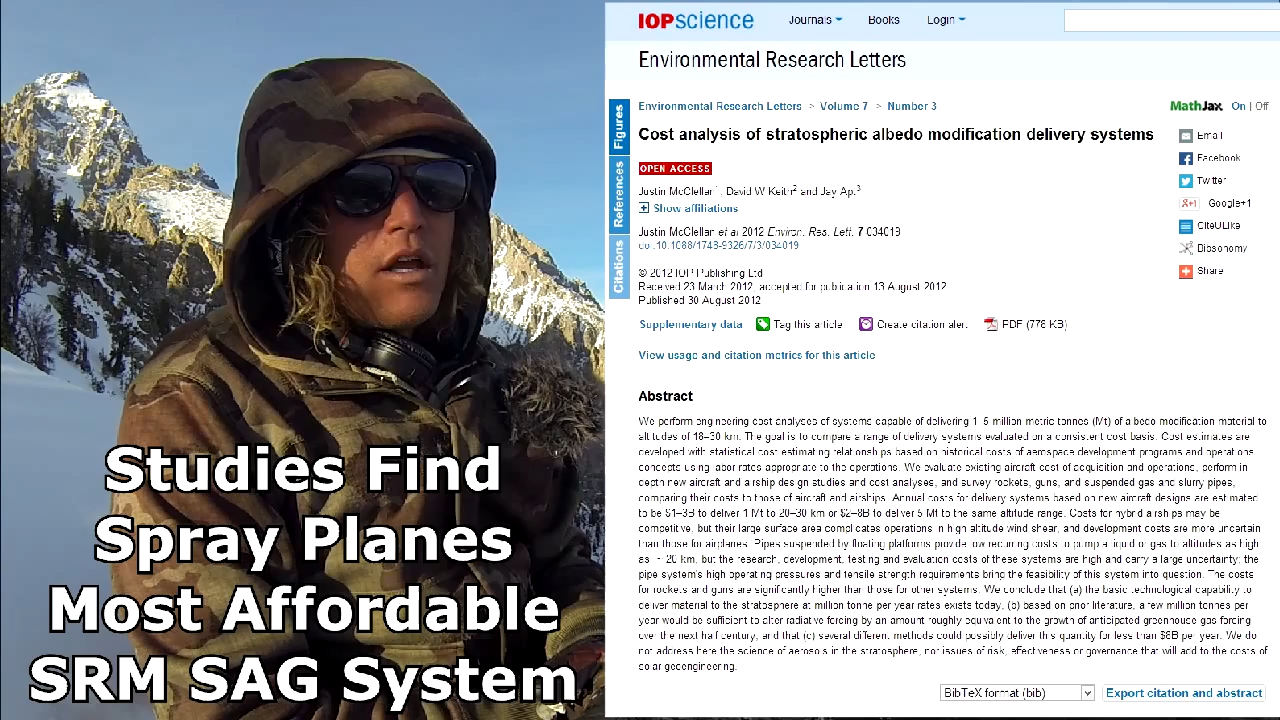 Studies Find
Spray Planes
Most Affordable
SRM SAG System
IOPscience Journals Books Login
Environmental Research Letters
Environmental Research Letters > Volume 7 > Number 3
MathJax On | Off
Cost analysis of stratospheric albedo modification delivery systems
OPEN ACCESS
Justin McClellan1, David W Keith2 and Jay Apt3
Show affiliations
Justin McClellan et al 2012 Environ. Res. Lett. 7 034019
doi:10.1088/1748-9326/7/3/034019
© 2012 IOP Publishing Ltd
Received 23 March 2012, accepted for publication 13 August 2012
Published 30 August 2012
Supplementary data Tag this article Create citation alert PDF (778 KB)
View usage and citation metrics for this article
Abstract
We perform engineering cost analyses of systems capable of delivering 1–5 million metric tonnes (Mt) of albedo modification material to
altitudes of 18–30 km. The goal is to compare a range of delivery systems evaluated on a consistent cost basis. Cost estimates are
developed with statistical cost estimating relationships based on historical costs of aerospace development programs and operations
concepts using labor rates appropriate to the operations. We evaluate existing aircraft cost of acquisition and operations, perform in
depth new aircraft and airship design studies and cost analyses, and survey rockets, guns, and suspended gas and slurry pipes,
comparing their costs to those of aircraft and airships. Annual costs for delivery systems based on new aircraft designs are estimated
to be $1–3B to deliver 1 Mt to 20–30 km or $2–8B to deliver 5 Mt to the same altitude range. Costs for hybrid airships may be
competitive, but their large surface area complicates operations in high altitude wind shear, and development costs are more uncertain
than those for airplanes. Pipes suspended by floating platforms provide low recurring costs to pump a liquid or gas to altitudes as high
as ~ 20 km, but the research, development, testing and evaluation costs of these systems are high and carry a large uncertainty; the
pipe system's high operating pressures and tensile strength requirements bring the feasibility of this system into question. The costs
for rockets and guns are significantly higher than those for other systems. We conclude that (a) the basic technological capability to
deliver material to the stratosphere at million tonne per year rates exists today, (b) based on prior literature, a few million tonnes per
year would be sufficient to alter radiative forcing by an amount roughly equivalent to the growth of anticipated greenhouse gas forcing
over the next half century, and that (c) several different methods could possibly deliver this quantity for less than $8B per year. We do
not address here the science of aerosols in the stratosphere, nor issues of risk, effectiveness or governance that will add to the costs of
solar geoengineering.
Figures
References
Citations
Email
Facebook
Twitter
Google+1
CiteULike
Bibsonomy
Share
BibTeX format (bib) Export citation and abstract